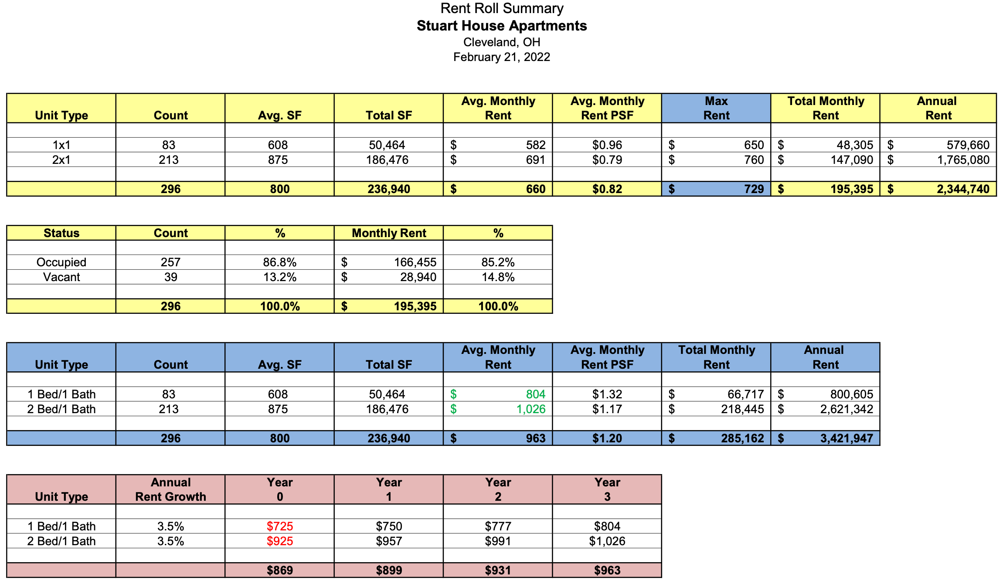 Rent Roll Summary
Stuart House Apartments
Cleveland, OH
February 21, 2022
Unit Type Count Avg. SF Total SF Avg. Monthly Rent Avg. Monthly Rent PSF Max Rent Total Monthly Rent Annual Rent
1x1 83 608 50,464 $ 582 $0.96 $ 650 $ 48,305 $ 579,660
2x1 213 875 186,476 $ 691 $0.79 $ 760 $ 147,090 $ 1,765,080
296 800 236,940 $ 660 $0.82 $ 729 $ 195,395 $ 2,344,740
Status Count % Monthly Rent %
Occupied 257 86.8% $ 166,455 85.2%
Vacant 39 13.2% $ 28,940 14.8%
296 100.0% $ 195,395 100.0%
Unit Type Count Avg. SF Total SF Avg. Monthly Rent Avg. Monthly Rent PSF Total Monthly Rent Annual Rent
1 Bed/1 Bath 83 608 50,464 $ 804 $1.32 $ 66,717 $ 800,605
2 Bed/1 Bath 213 875 186,476 $ 1,026 $1.17 $ 218,445 $ 2,621,342
296 800 236,940 $ 963 $1.20 $ 285,162 $ 3,421,947
Unit Type Annual Rent Growth Year 0 Year 1 Year 2 Year 3
1 Bed/1 Bath 3.5% $725 $750 $777 $804
2 Bed/1 Bath 3.5% $925 $957 $991 $1,026
$869 $899 $931 $963